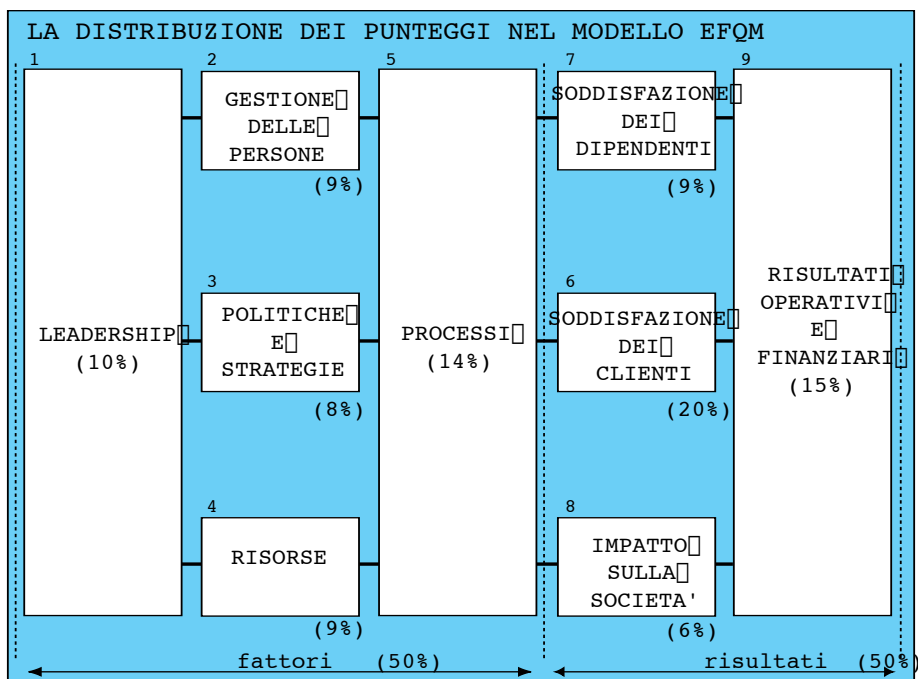 LA DISTRIBUZIONE DEI PUNTEGGI NEL MODELLO EFQM
1
LEADERSHIP
(10%)
2
GESTIONE
DELLE
PERSONE
(9%)
3
POLITICHE
E
STRATEGIE
(8%)
4
RISORSE
(9%)
5
PROCESSI
(14%)
7
SODDISFAZIONE
DEI
DIPENDENTI
(9%)
6
SODDISFAZIONE
DEI
CLIENTI
(20%)
8
IMPATTO
SULLA
SOCIETA'
(6%)
9
RISULTATI
OPERATIVI
E
FINANZIARI
(15%)
fattori (50%)
risultati (50%)